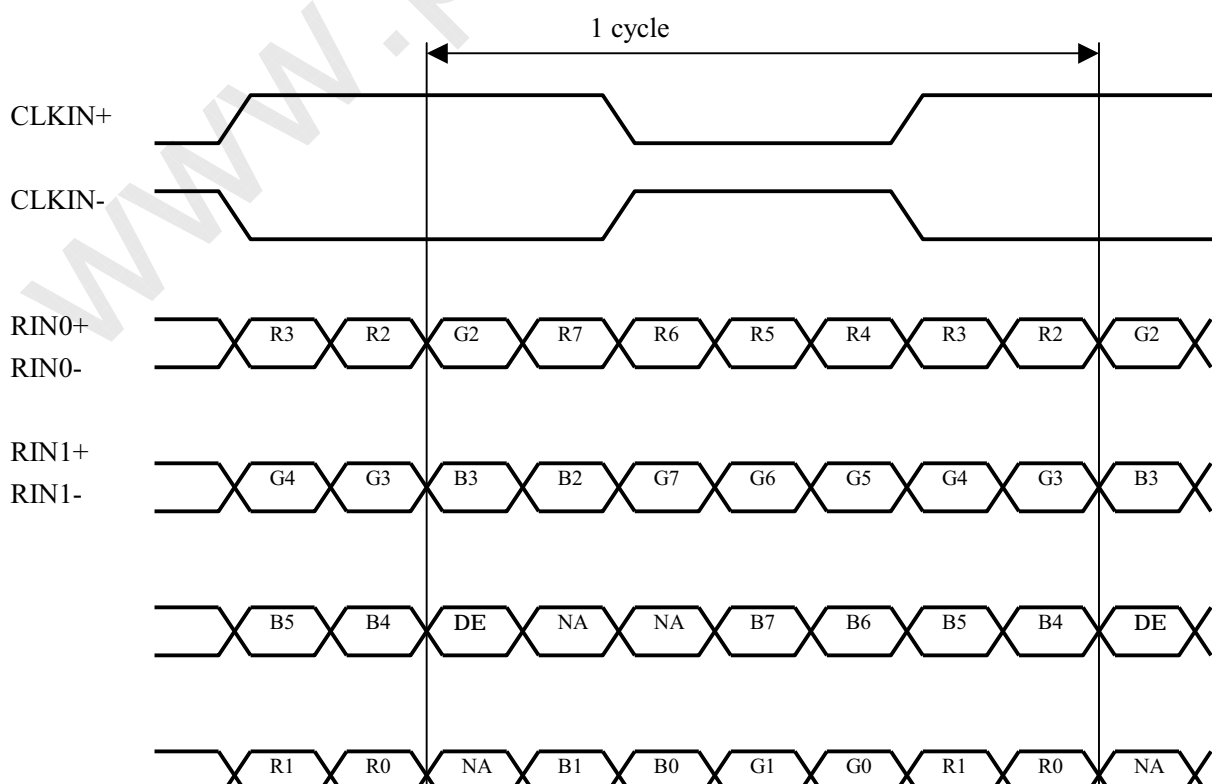 www.p
1 cycle
CLKIN+
CLKIN-
RIN0+
RIN0-
R3 R2 G2 R7 R6 R5 R4 R3 R2 G2
RIN1+
RIN1-
G4 G3 B3 B2 G7 G6 G5 G4 G3 B3
B5 B4 DE NA NA B7 B6 B5 B4 DE
R1 R0 NA B1 B0 G1 G0 R1 R0 NA